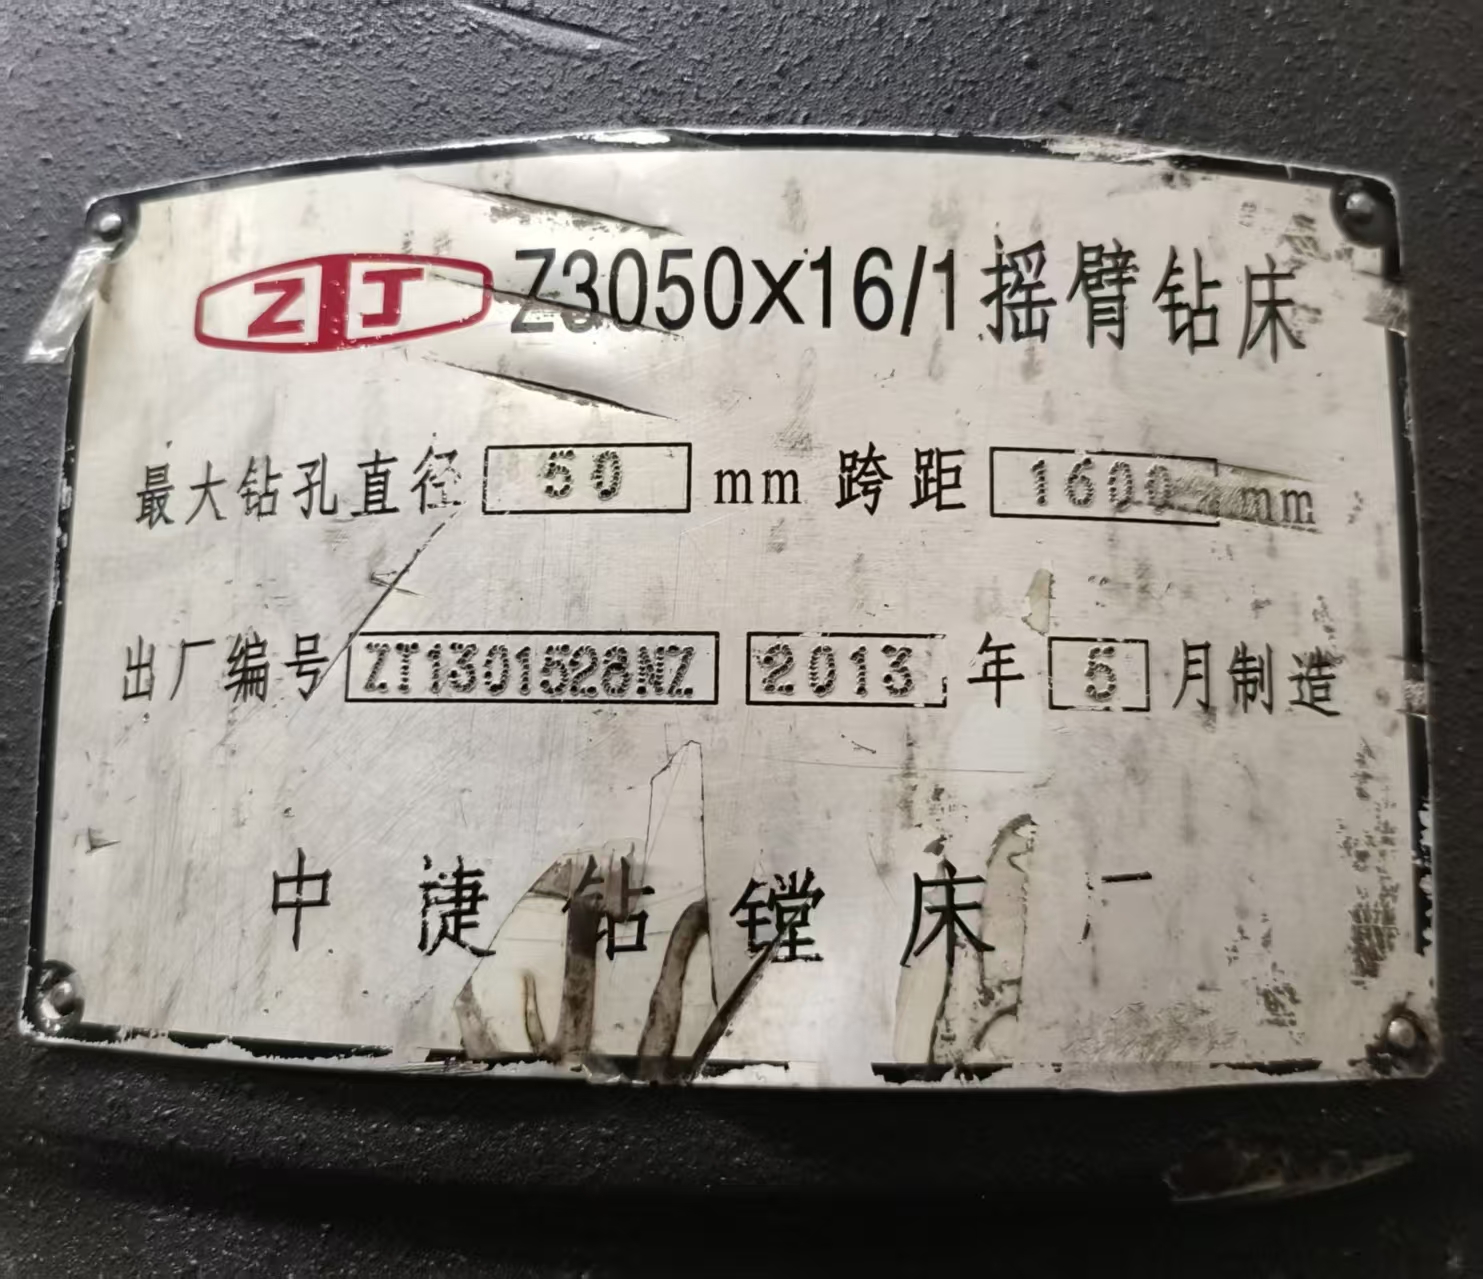 ZJ Z3050X16/1摇臂钻床
最大钻孔直径 50 mm 跨距 1600 mm
出厂编号 ZT1301528NZ 2013 年 5 月制造
中捷钻镗床厂